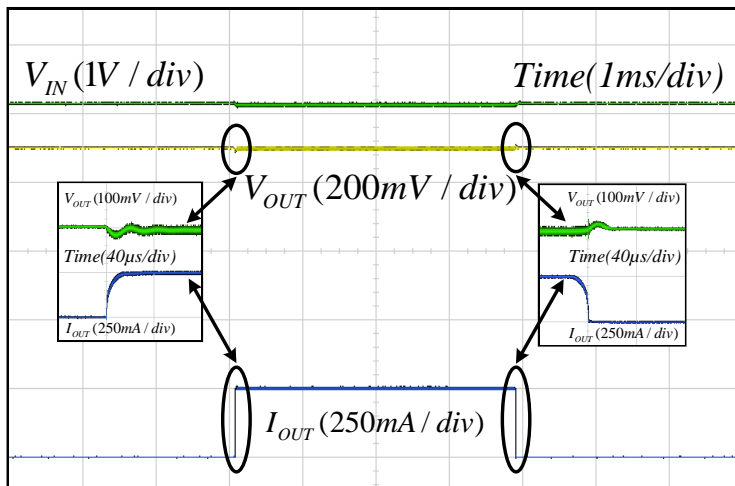 V_IN (1V / div)
Time(1ms/div)
V_OUT (200mV / div)
V_OUT (100mV / div)
Time(40µs/div)
I_OUT (250mA / div)
V_OUT (100mV / div)
Time(40µs/div)
I_OUT (250mA / div)
I_OUT (250mA / div)